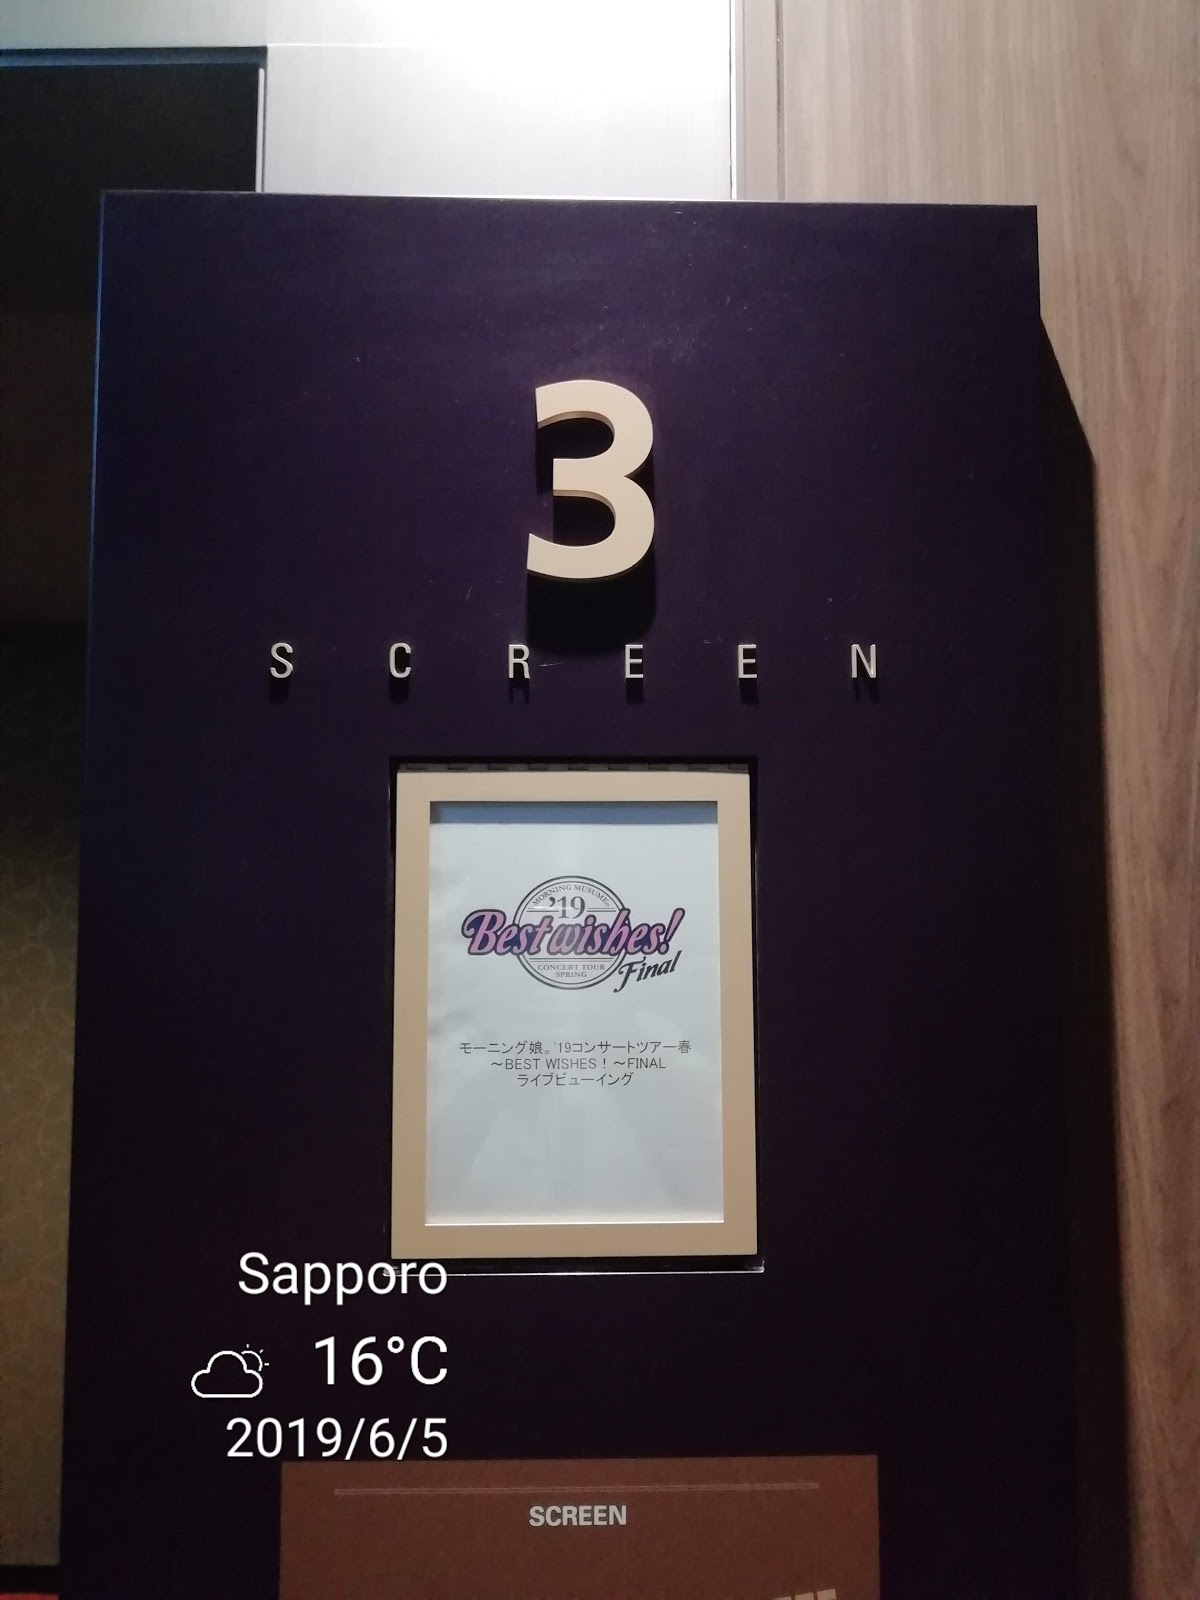 3
SCREEN
MORNING MUSUME。
'19
Best wishes!
CONCERT TOUR
SPRING
Final
モーニング娘。'19コンサートツアー春
～BEST WISHES！～FINAL
ライブビューイング
Sapporo
16°C
2019/6/5
SCREEN